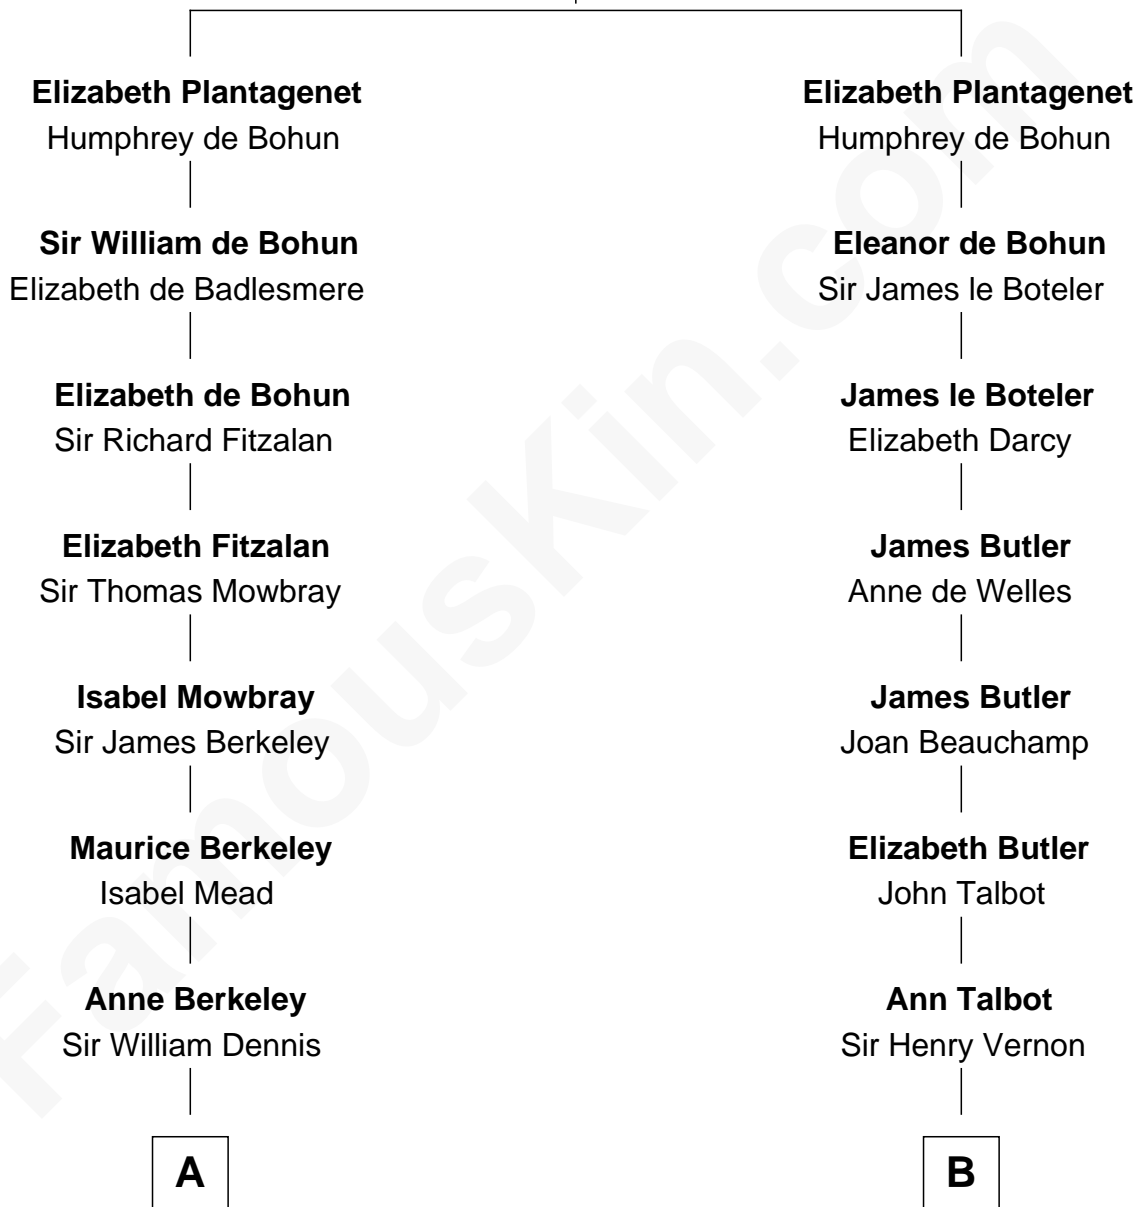 Elizabeth Plantagenet
Humphrey de Bohun
Sir William de Bohun
Elizabeth de Badlesmere
Elizabeth de Bohun
Sir Richard Fitzalan
Elizabeth Fitzalan
Sir Thomas Mowbray
Isabel Mowbray
Sir James Berkeley
Maurice Berkeley
Isabel Mead
Anne Berkeley
Sir William Dennis
A
Elizabeth Plantagenet
Humphrey de Bohun
Eleanor de Bohun
Sir James le Boteler
James le Boteler
Elizabeth Darcy
James Butler
Anne de Welles
James Butler
Joan Beauchamp
Elizabeth Butler
John Talbot
Ann Talbot
Sir Henry Vernon
B
FamousKin.com